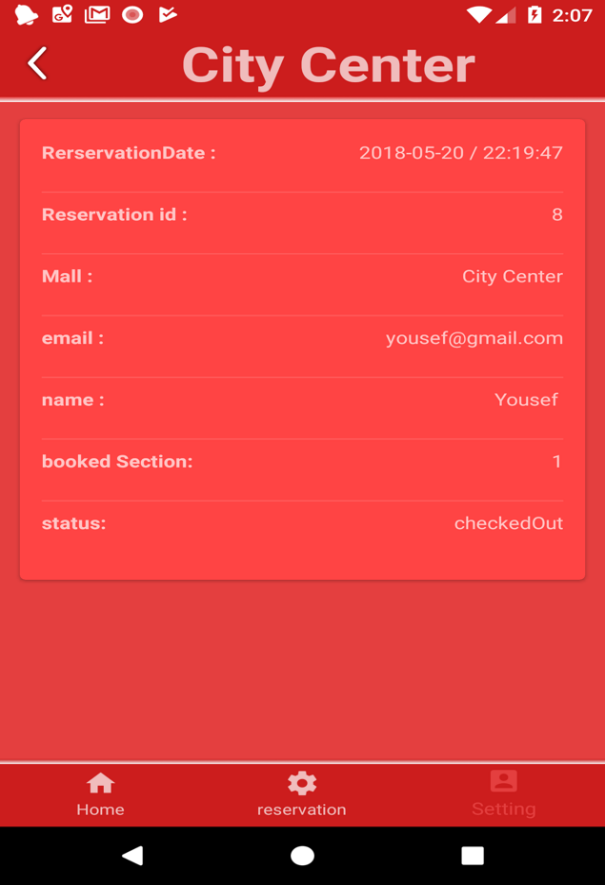 2:07
City Center
RerservationDate : 2018-05-20 / 22:19:47
Reservation id : 8
Mall : City Center
email : yousef@gmail.com
name : Yousef
booked Section: 1
status: checkedOut
Home reservation Setting